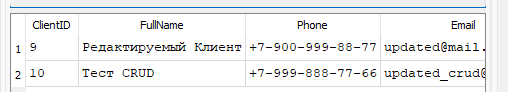 ClientID FullName Phone Email
1 9 Редактируемый Клиент +7-900-999-88-77 updated@mail.
2 10 Тест CRUD +7-999-888-77-66 updated_crud@